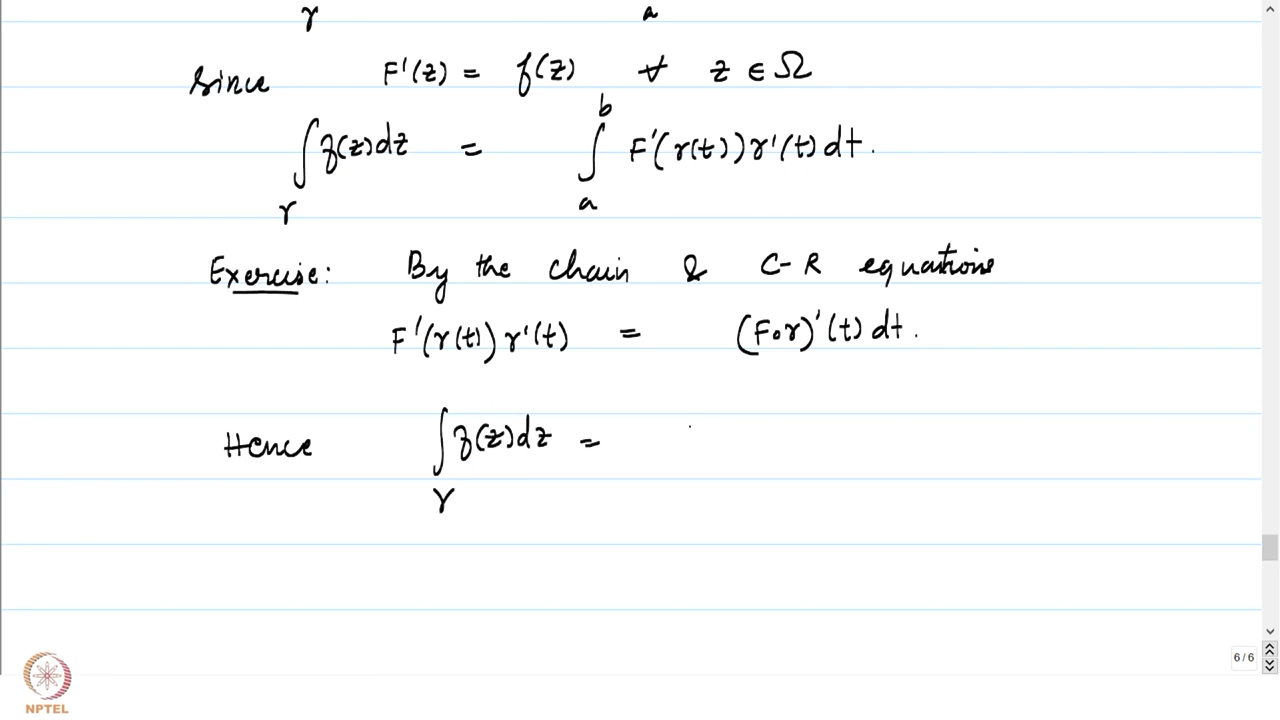 γ a
Since F'(z) = f(z) ∀ z ∈ Ω
∫_γ f(z)dz = ∫_a^b F'(γ(t))γ'(t)dt.
Exercise: By the chain & C-R equations
F'(γ(t))γ'(t) = (F∘γ)'(t)dt.
Hence ∫_γ f(z)dz =
6/6
NPTEL